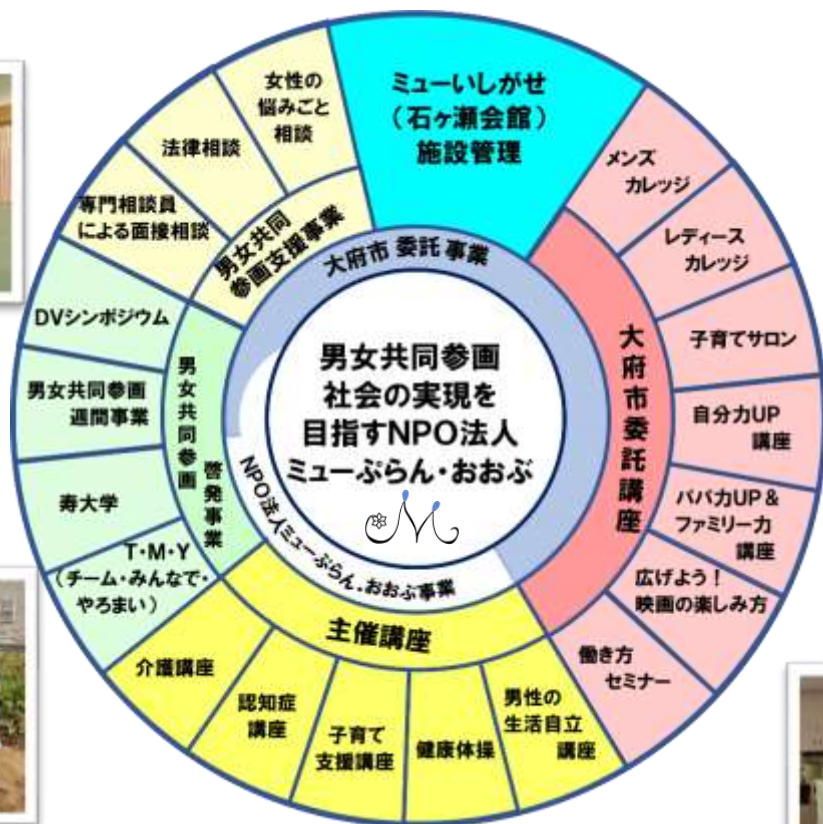 男女共同参画
社会の実現を
目指すNPO法人
ミューぷらん・おおぶ
M
大府市 委託 事業
NPO法人ミューぷらん・おおぶ事業
ミューいしがせ
(石ヶ瀬会館)
施設管理
大府市委託講座
メンズ
カレッジ
レディース
カレッジ
子育てサロン
自分力UP
講座
パパ力UP&
ファミリー力
講座
広げよう!
映画の楽しみ方
働き方
セミナー
主催講座
男性の
生活自立
講座
健康体操
子育て
支援講座
認知症
講座
介護講座
男女共同参画
啓発事業
T・M・Y
(チーム・みんなで・
やろまい)
寿大学
男女共同参画
週間事業
DVシンポジウム
男女共同
参画支援事業
専門相談員
による面接相談
法律相談
女性の
悩みごと
相談